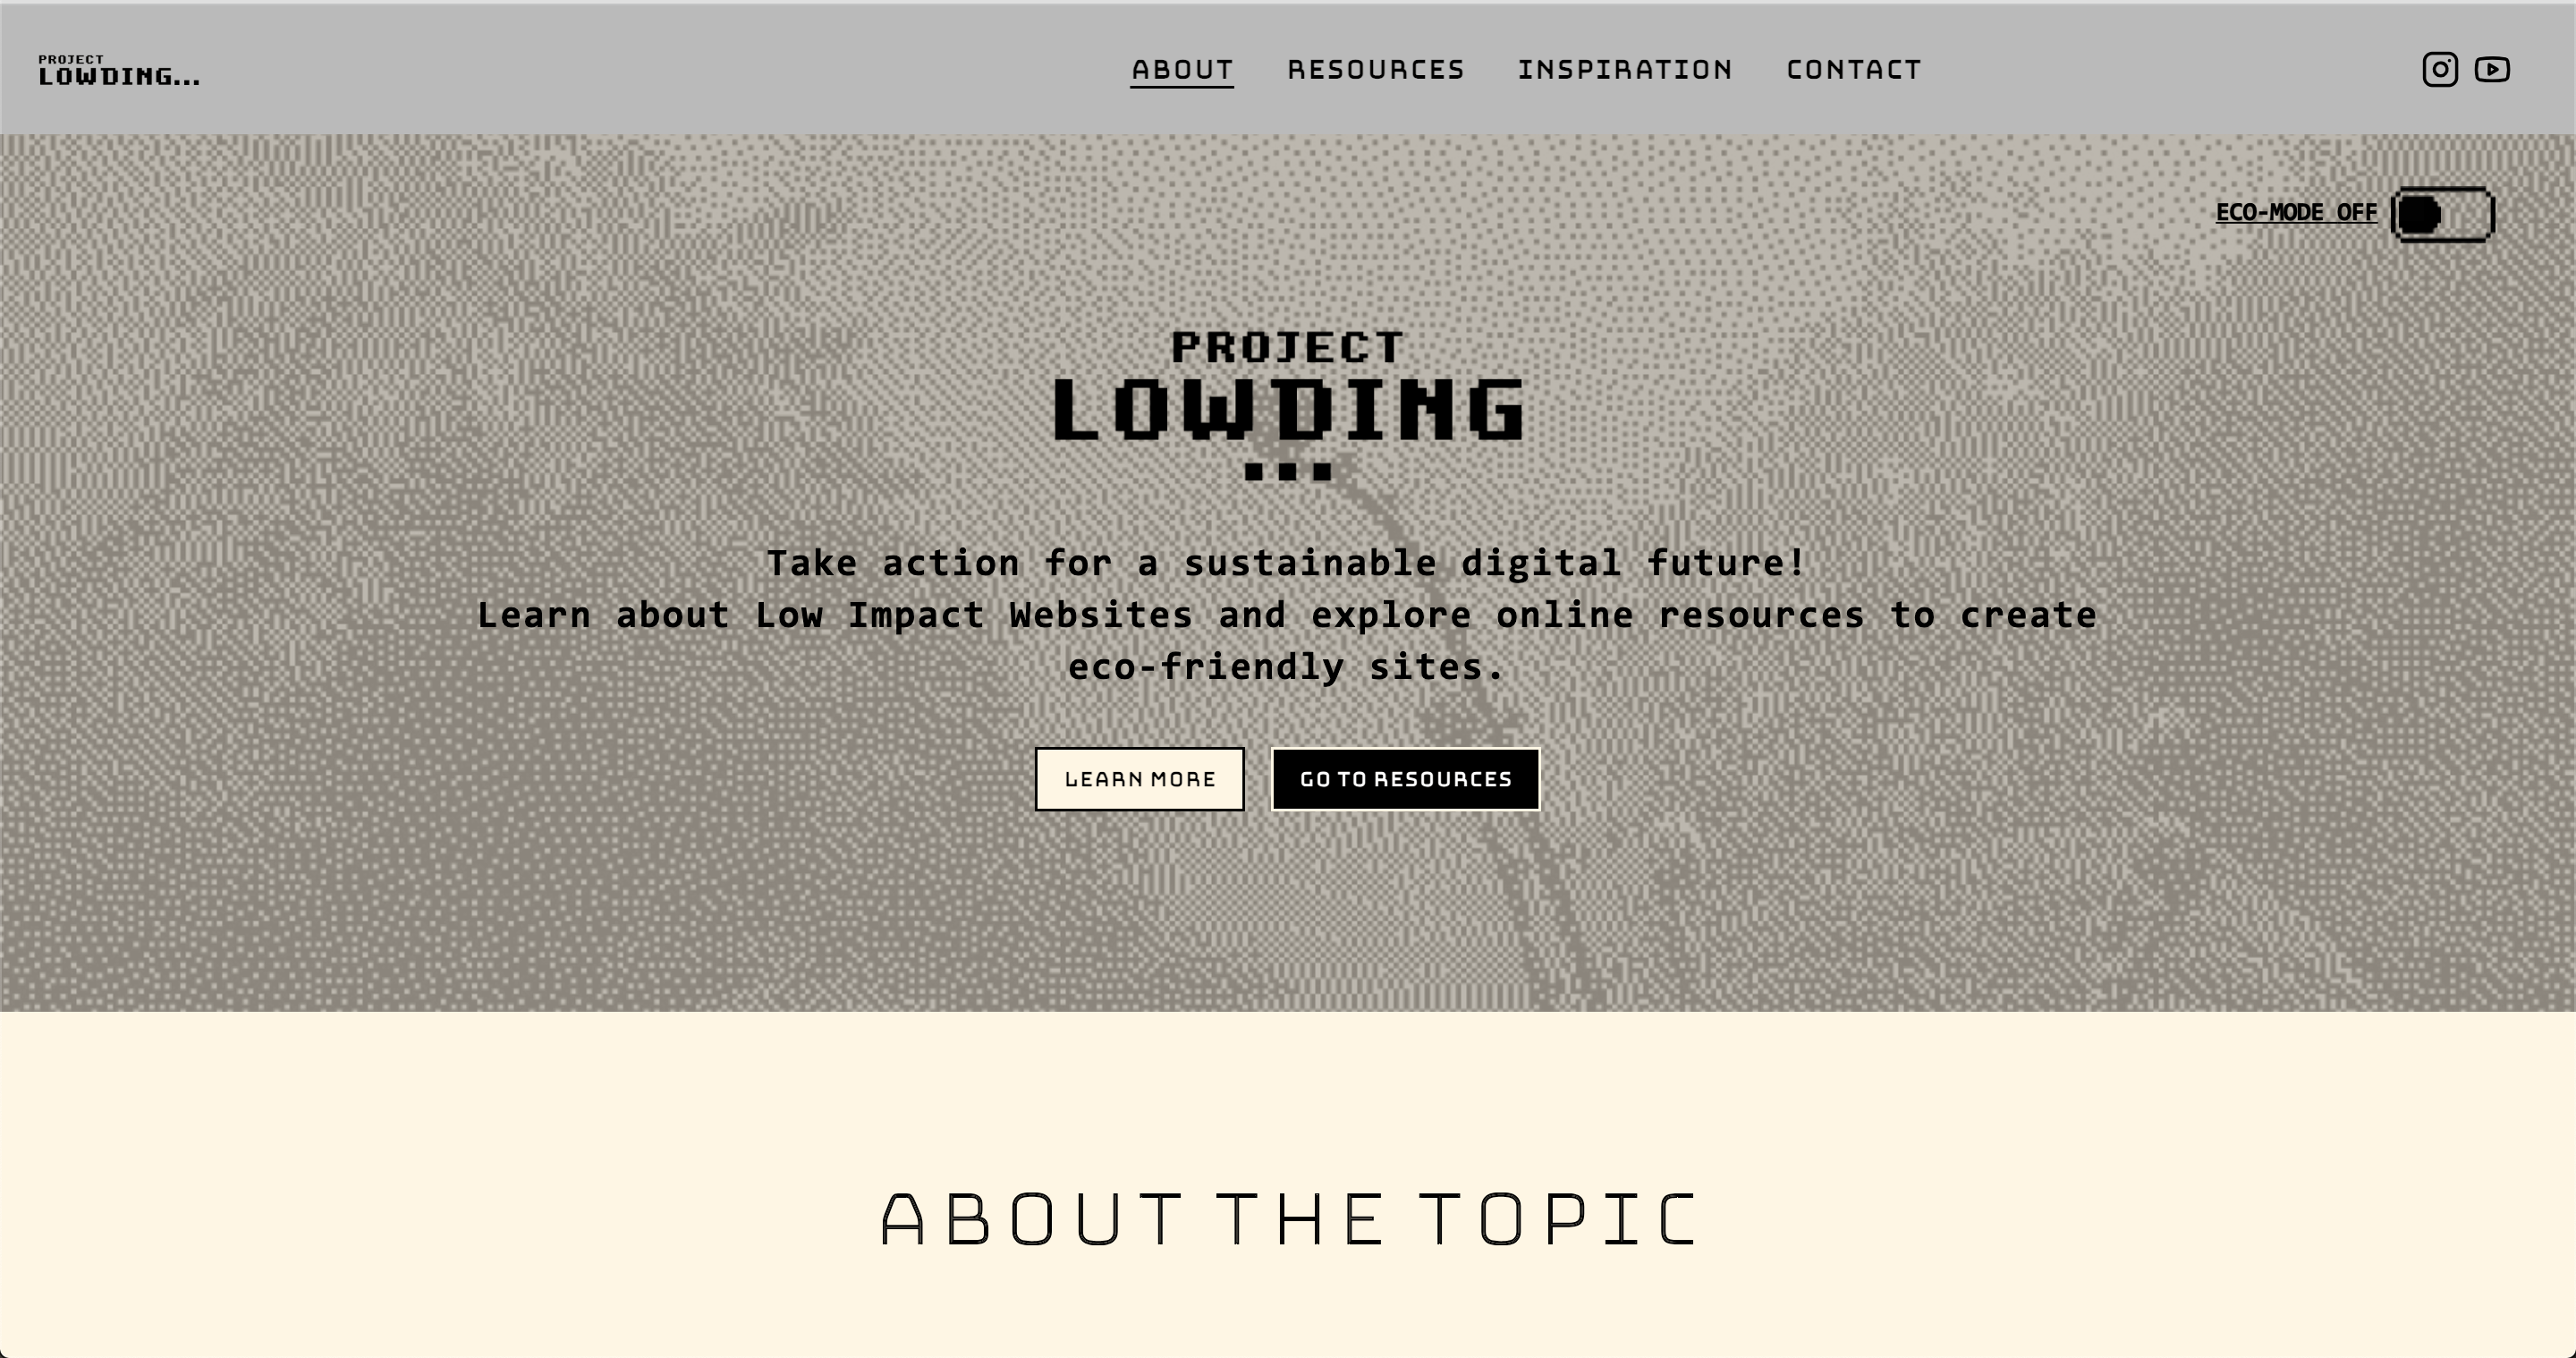 PROJECT
LOWDING...
ABOUT RESOURCES INSPIRATION CONTACT
ECO-MODE OFF
PROJECT
LOWDING
...
Take action for a sustainable digital future!
Learn about Low Impact Websites and explore online resources to create
eco-friendly sites.
LEARN MORE GO TO RESOURCES
ABOUT THE TOPIC